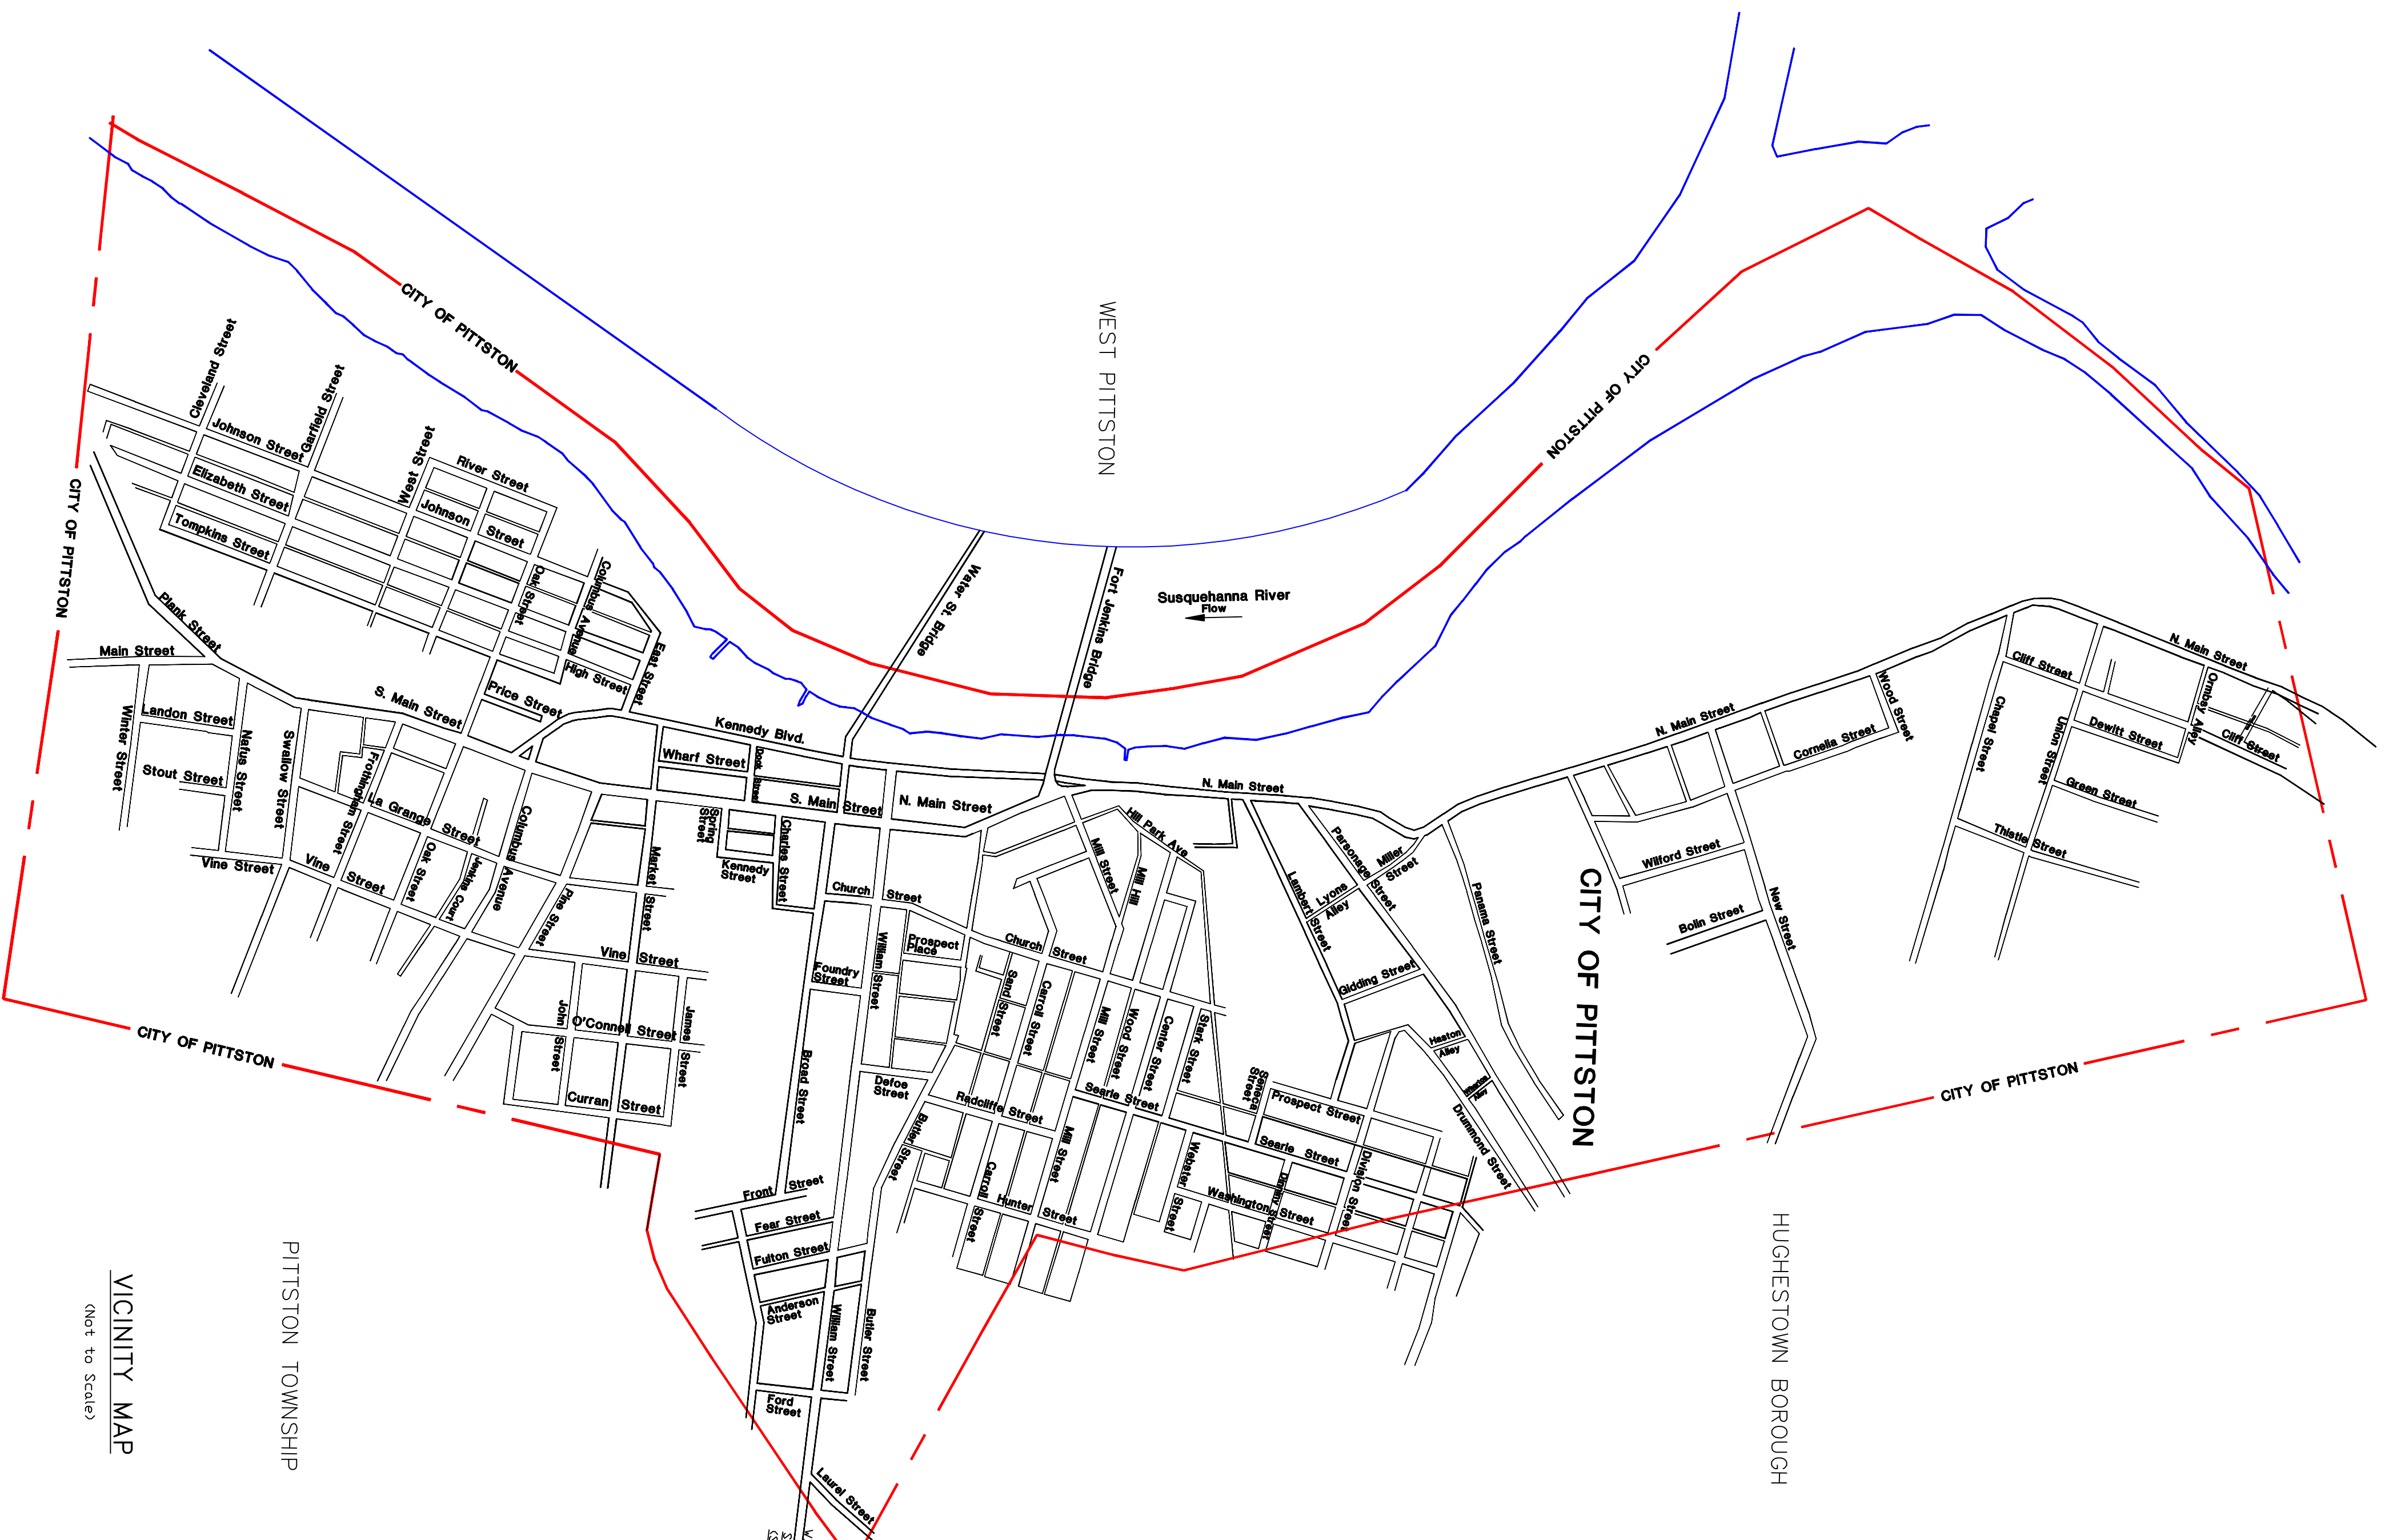 WEST PITTSTON
CITY OF PITTSTON
CITY OF PITTSTON
CITY OF PITTSTON
CITY OF PITTSTON
CITY OF PITTSTON
CITY OF PITTSTON
Susquehanna River
Flow
Water St. Bridge
Fort Jenkins Bridge
Cleveland Street
Garfield Street
West Street
River Street
Johnson Street
Johnson
Street
Elizabeth Street
Tompkins Street
Oak Street
Columbus Avenue
High Street
East Street
Price Street
Plank Street
Main Street
S. Main Street
Kennedy Blvd.
Wharf Street
Dock
Street
S. Main Street
N. Main Street
N. Main Street
N. Main Street
N. Main Street
Landon Street
Winter Street
Stout Street
Nafus Street
Swallow Street
Frothingham Street
La Grange
Street
Columbus
Avenue
Oak Street
Jenkins Court
Vine Street
Vine
Street
Pine Street
Market
Street
Spring
Street
Kennedy
Street
Charles Street
Church
Street
William Street
Prospect
Place
Foundry
Street
Vine
Street
John
Street
O'Connell Street
James
Street
Curran
Street
Broad Street
Defoe
Street
Butler
Street
Radcliffe Street
Church
Street
Sand Street
Carroll Street
Mill Street
Wood Street
Center Street
Stark Street
Searle Street
Mill Street
Mill Hill
Mill Street
Hill Park Ave
Lambert Street
Lyons
Alley
Miller
Street
Parsonage Street
Panama Street
Gidding Street
Haston
Alley
Drummond Street
Seneca
Street
Prospect Street
Searle Street
Division Street
Webster
Street
Washington Street
Carroll
Street
Hunter
Street
Front
Street
Fear Street
Fulton Street
Anderson
Street
William Street
Butler Street
Ford
Street
Laurel Street
Wood Street
Cornelia Street
Wilford Street
Bolin Street
New Street
Chapel Street
Cliff Street
Union Street
Dewitt Street
Ormbsy Alley
Cliff Street
Green Street
Thistle Street
CITY OF PITTSTON
HUGHESTOWN BOROUGH
PITTSTON TOWNSHIP
VICINITY MAP
(Not to Scale)